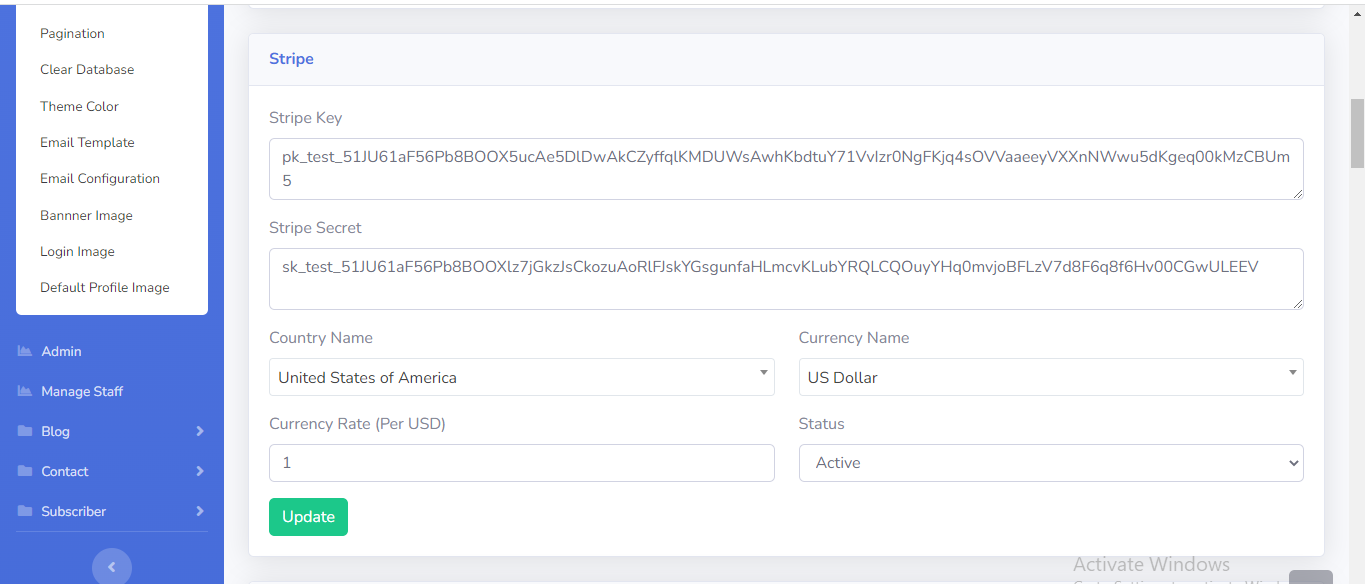 Pagination
Clear Database
Theme Color
Email Template
Email Configuration
Bannner Image
Login Image
Default Profile Image
Admin
Manage Staff
Blog
Contact
Subscriber
Stripe
Stripe Key
pk_test_51JU61aF56Pb8BOOX5ucAe5DlDwAkCZyffqlKMDUWsAwhKbdtuY71VvIzr0NgFKjq4sOVVaaeeyVXXnNWwu5dKgeq00kMzCBUm
5
Stripe Secret
sk_test_51JU61aF56Pb8BOOXlz7jGkzJsCkozuAoRlFJskYGsgunfaHLmcvKLubYRQLCQOuyYHq0mvjoBFLzV7d8F6q8f6Hv00CGwULEEV
Country Name
Currency Name
United States of America
US Dollar
Currency Rate (Per USD)
Status
1
Active
Update
Activate Windows